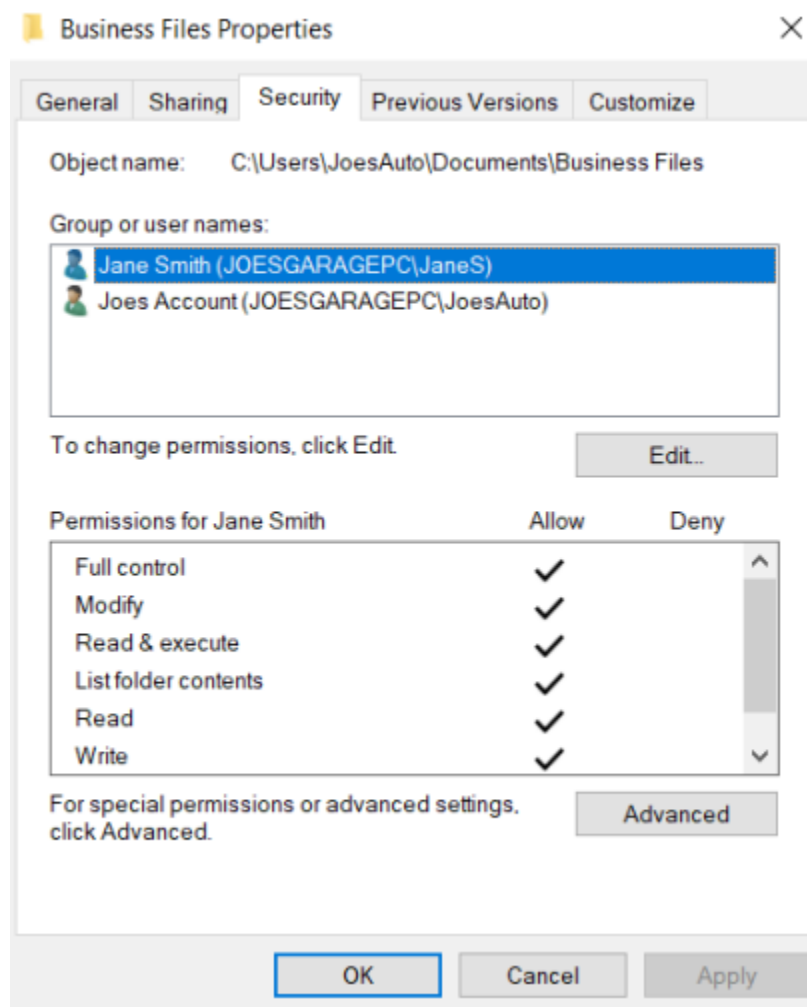 Business Files Properties
General Sharing Security Previous Versions Customize
Object name: C:\Users\JoesAuto\Documents\Business Files
Group or user names:
Jane Smith (JOESGARAGEPC\JaneS)
Joes Account (JOESGARAGEPC\JoesAuto)
To change permissions, click Edit. Edit...
Permissions for Jane Smith Allow Deny
Full control
Modify
Read & execute
List folder contents
Read
Write
For special permissions or advanced settings, Advanced
click Advanced.
OK Cancel Apply